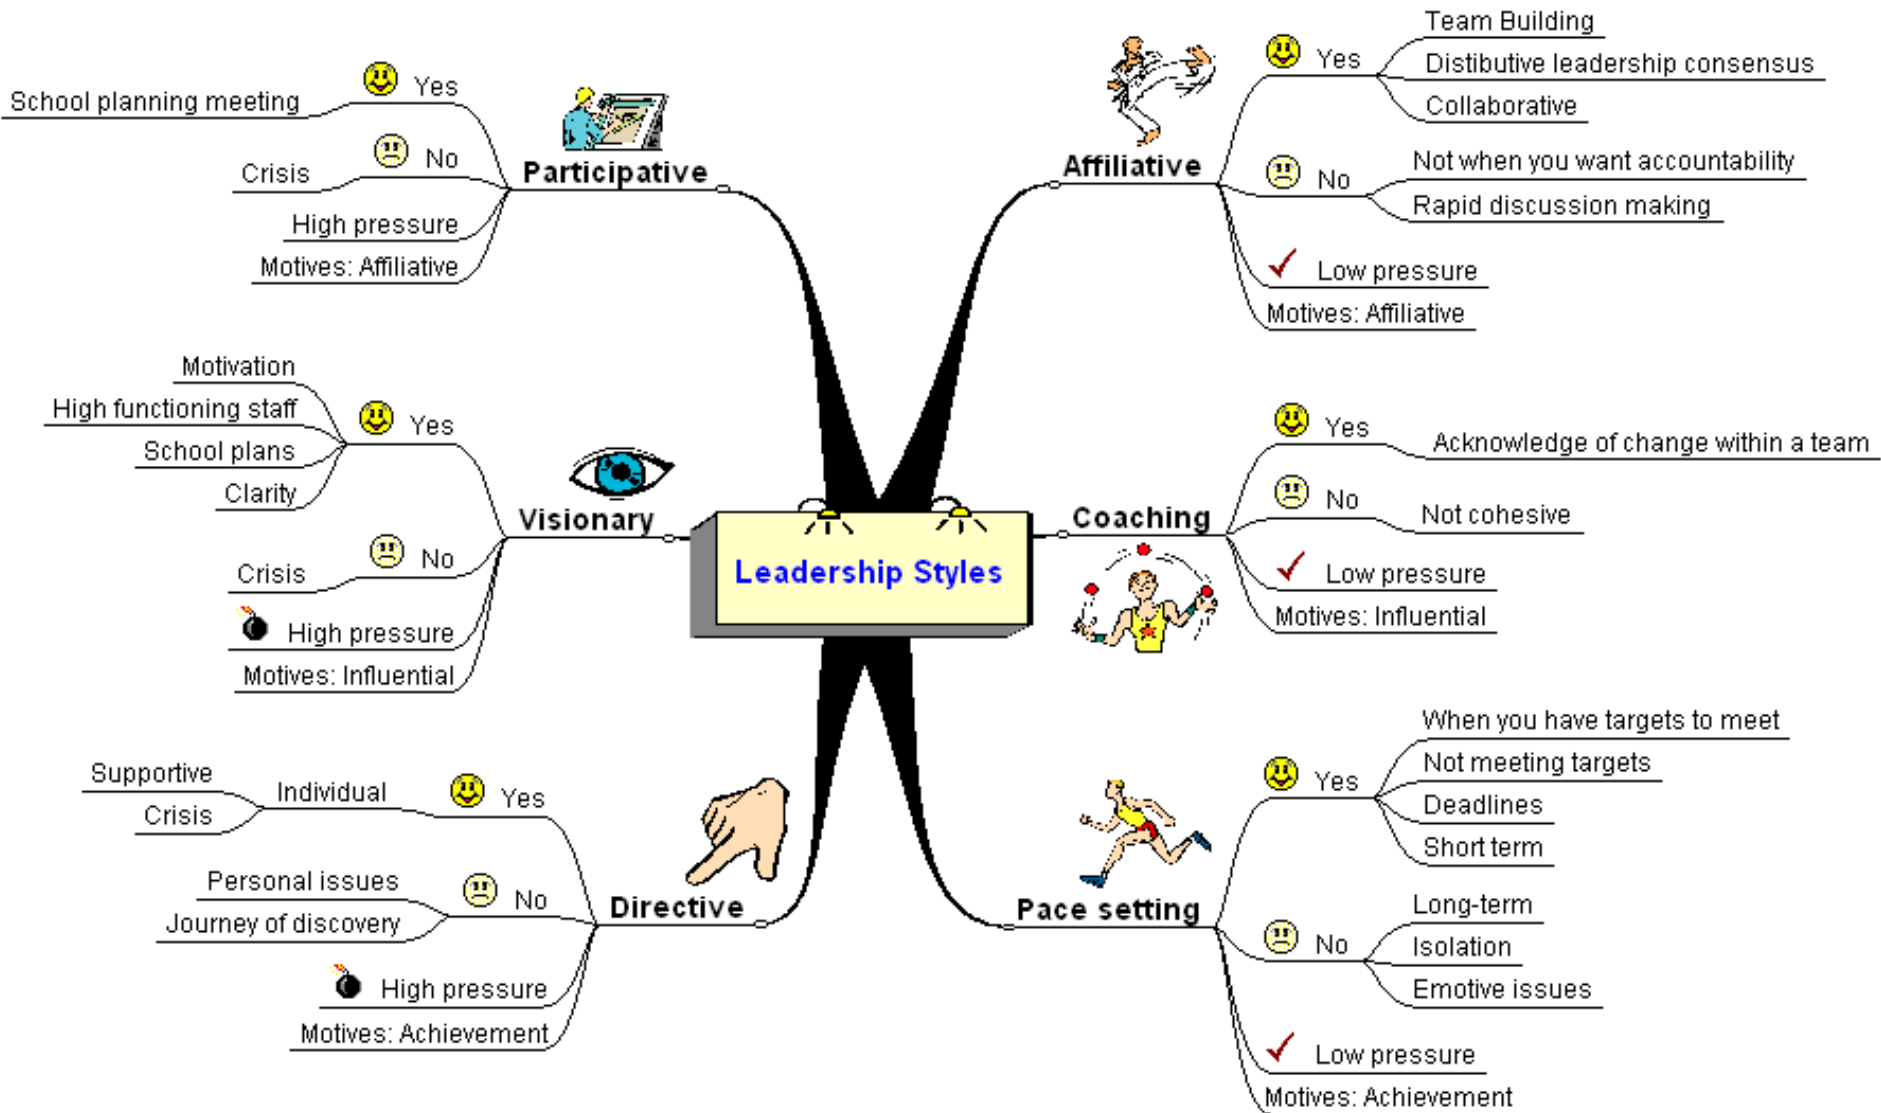 Leadership Styles
Participative
Yes
School planning meeting
No
Crisis
High pressure
Motives: Affiliative
Visionary
Yes
Motivation
High functioning staff
School plans
Clarity
No
Crisis
High pressure
Motives: Influential
Directive
Yes
Individual
Supportive
Crisis
No
Personal issues
Journey of discovery
High pressure
Motives: Achievement
Affiliative
Yes
Team Building
Distibutive leadership consensus
Collaborative
No
Not when you want accountability
Rapid discussion making
Low pressure
Motives: Affiliative
Coaching
Yes
Acknowledge of change within a team
No
Not cohesive
Low pressure
Motives: Influential
Pace setting
Yes
When you have targets to meet
Not meeting targets
Deadlines
Short term
No
Long-term
Isolation
Emotive issues
Low pressure
Motives: Achievement